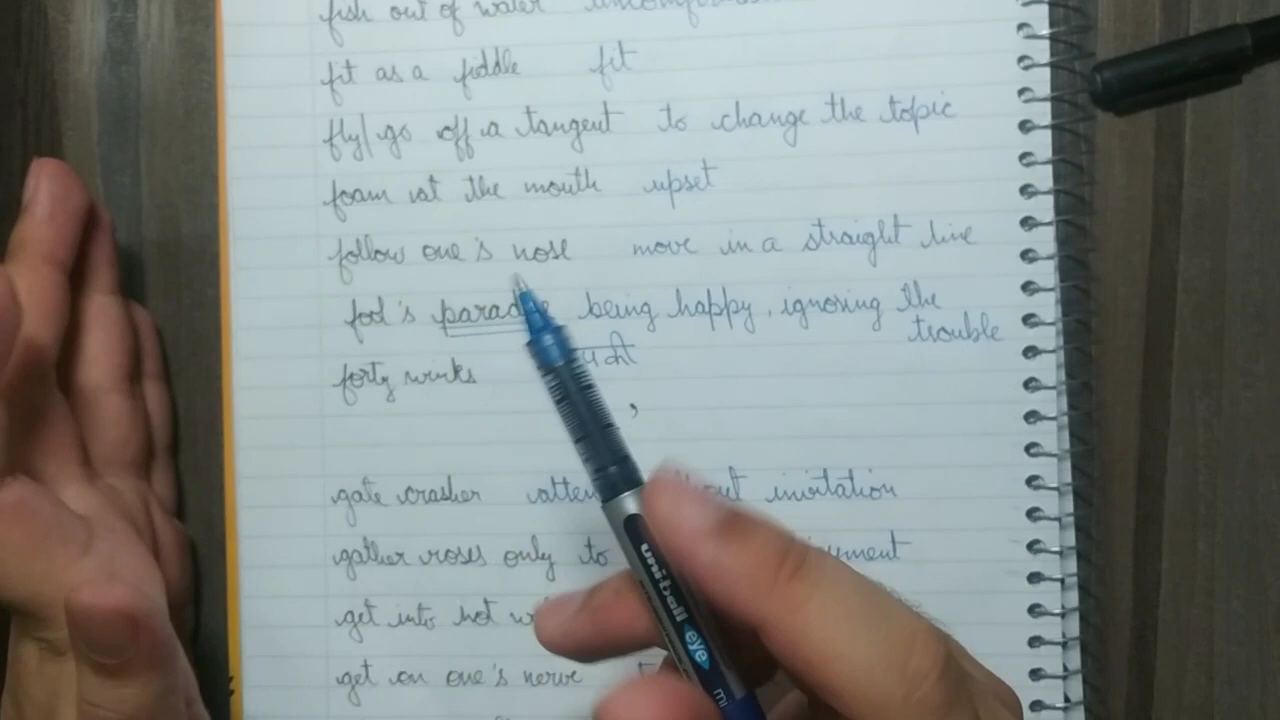 fish out of water
fit as a fiddle fit
fly/go off a tangent to change the topic
foam at the mouth upset
follow one's nose move in a straight line
fool's being happy, ignoring the
trouble
forty winks
gate crasher invitation
gather roses only to
get into hot
get on one's nerve
uni-ball eye